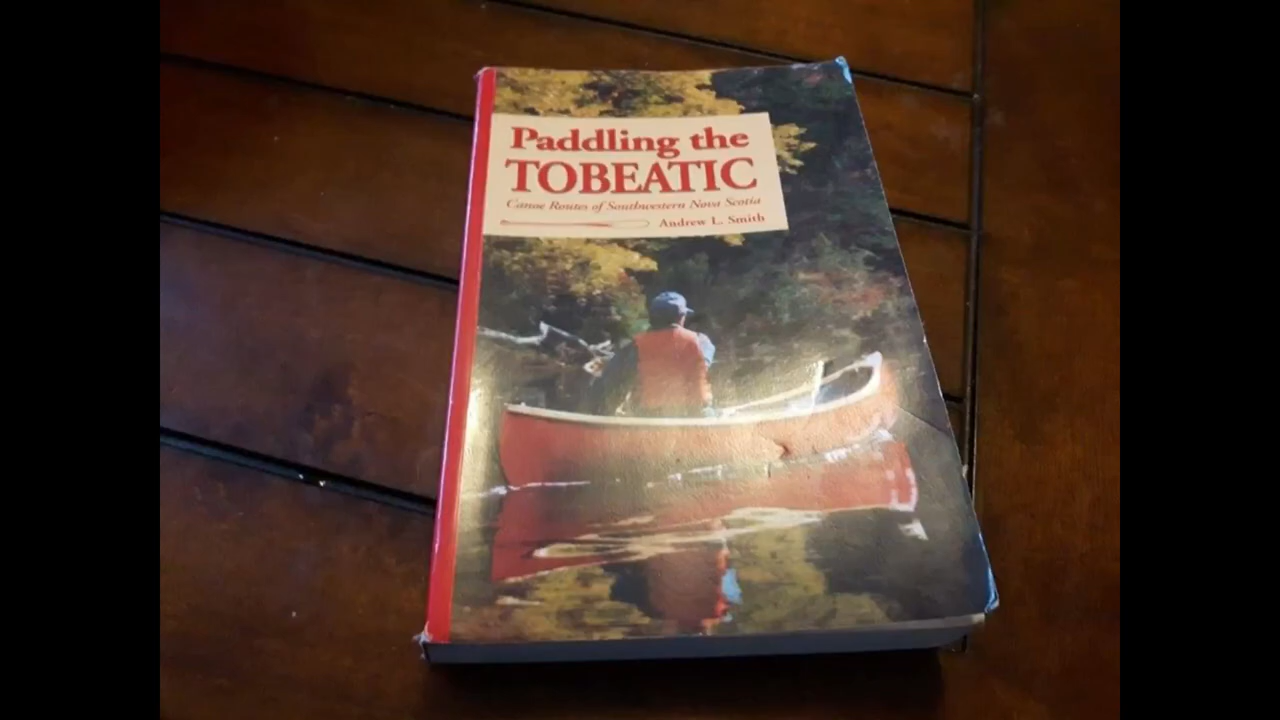 Paddling the
TOBEATIC
Canoe Routes of Southwestern Nova Scotia
Andrew L. Smith